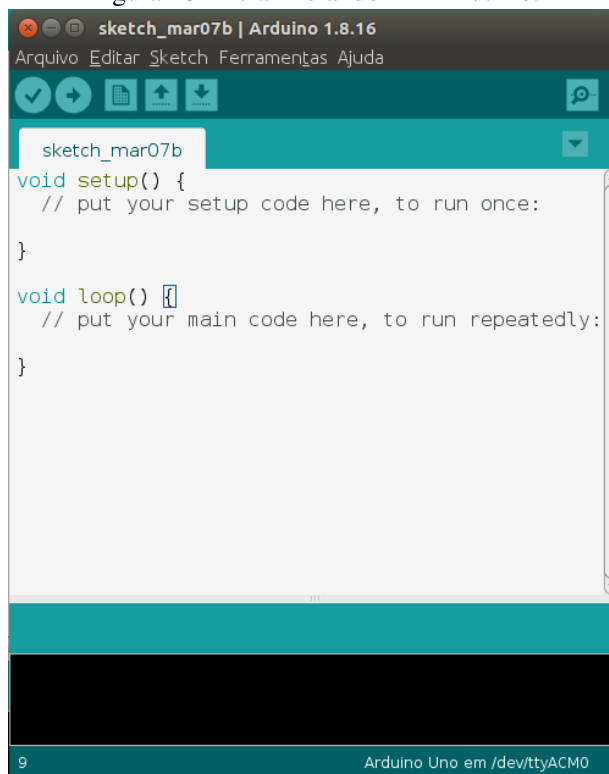 sketch_mar07b | Arduino 1.8.16
Arquivo Editar Sketch Ferramentas Ajuda
sketch_mar07b
void setup() {
  // put your setup code here, to run once:
}
void loop() {
  // put your main code here, to run repeatedly:
}
9 Arduino Uno em /dev/ttyACM0